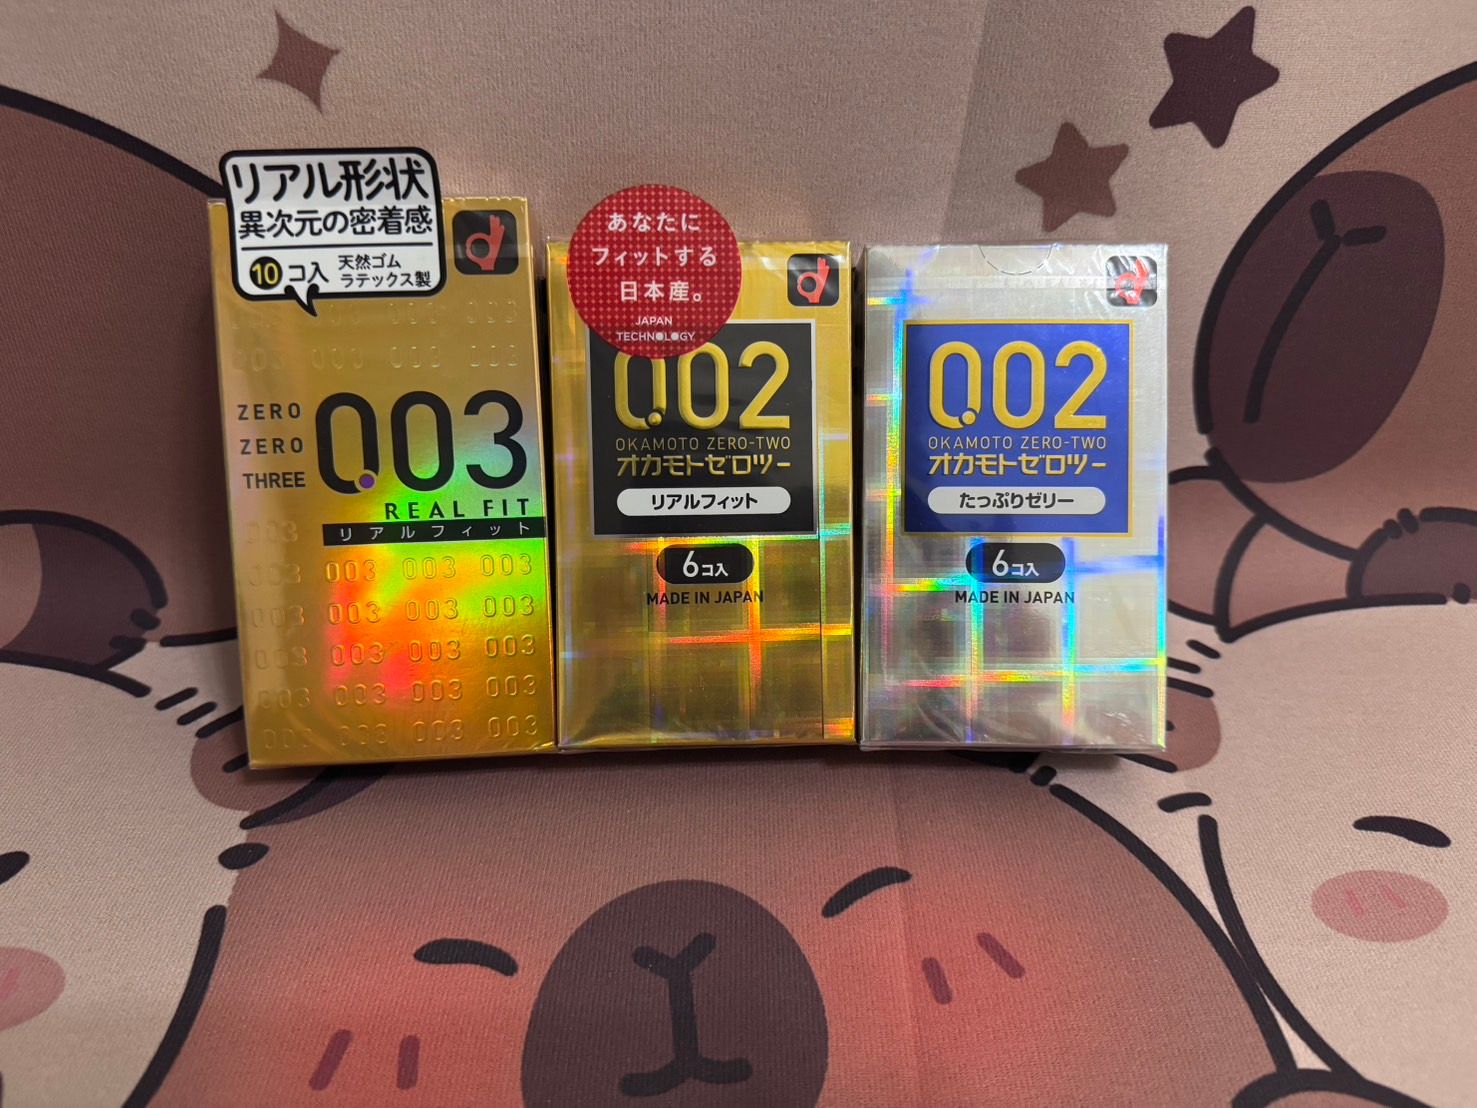 リアル形状
異次元の密着感
10コ入
天然ゴム
ラテックス製
ZERO
ZERO
THREE
0.03
REAL FIT
リアルフィット
003 003 003
003 003 003
003 003 003
003 003 003
003 003 003
003 003 003
003 003 003
あなたに
フィットする
日本産。
JAPAN
TECHNOLOGY
0.02
OKAMOTO ZERO-TWO
オカモトゼロツー
リアルフィット
6コ入
MADE IN JAPAN
0.02
OKAMOTO ZERO-TWO
オカモトゼロツー
たっぷりゼリー
6コ入
MADE IN JAPAN